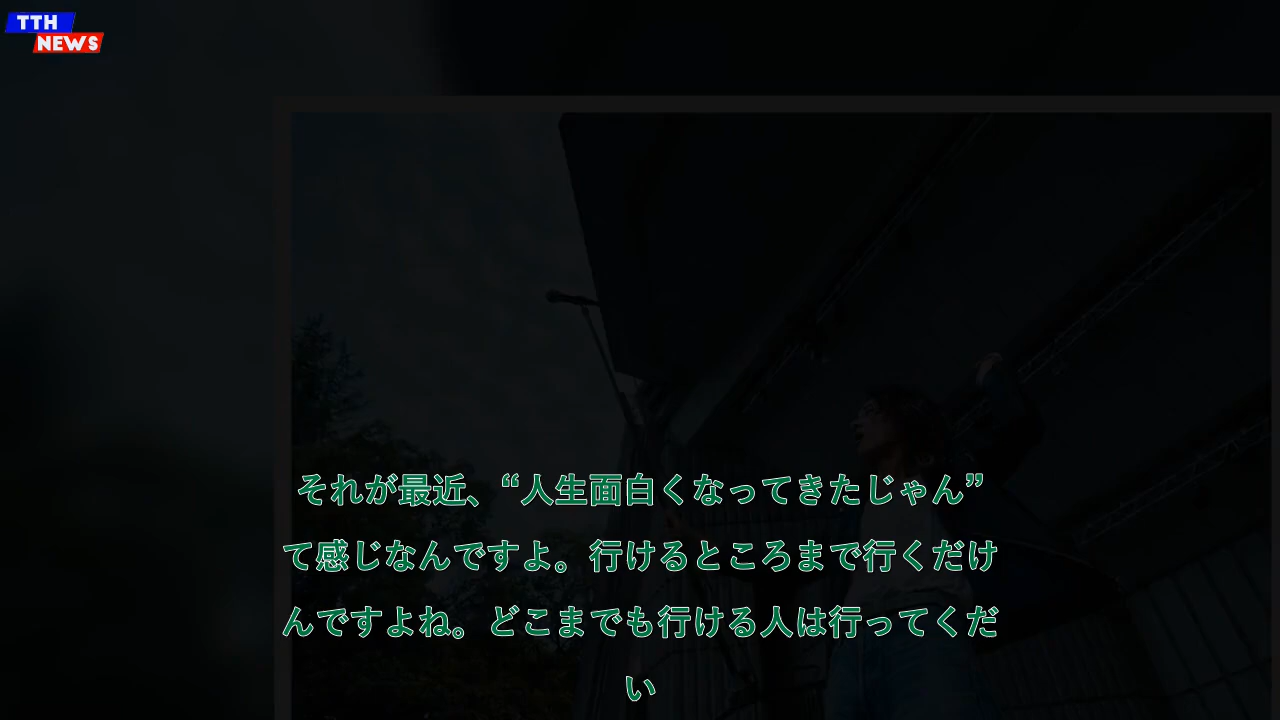 TTH
NEWS
それが最近、“人生面白くなってきたじゃん”
て感じなんですよ。行けるところまで行くだけ
んですよね。どこまでも行ける人は行ってくだ
い